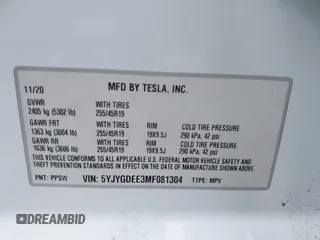 11/20 MFD BY TESLA, INC.
GVWR WITH TIRES
2405 kg (5302 lb) 255/45R19
GAWR FRT WITH TIRES RIM COLD TIRE PRESSURE
1363 kg (3004 lb) 255/45R19 19X9.5J 290 kPa, 42 psi
GAWR RR WITH TIRES RIM COLD TIRE PRESSURE
1636 kg (3606 lb) 255/45R19 19X9.5J 290 kPa, 42 psi
THIS VEHICLE CONFORMS TO ALL APPLICABLE U.S. FEDERAL MOTOR VEHICLE SAFETY
AND THEFT PREVENTION STANDARDS IN EFFECT ON THE DATE OF MANUFACTURE SHOWN
ABOVE.
PNT: PPSW VIN: 5YJYGDEE3MF081304 TYPE: MPV
DREAMBID